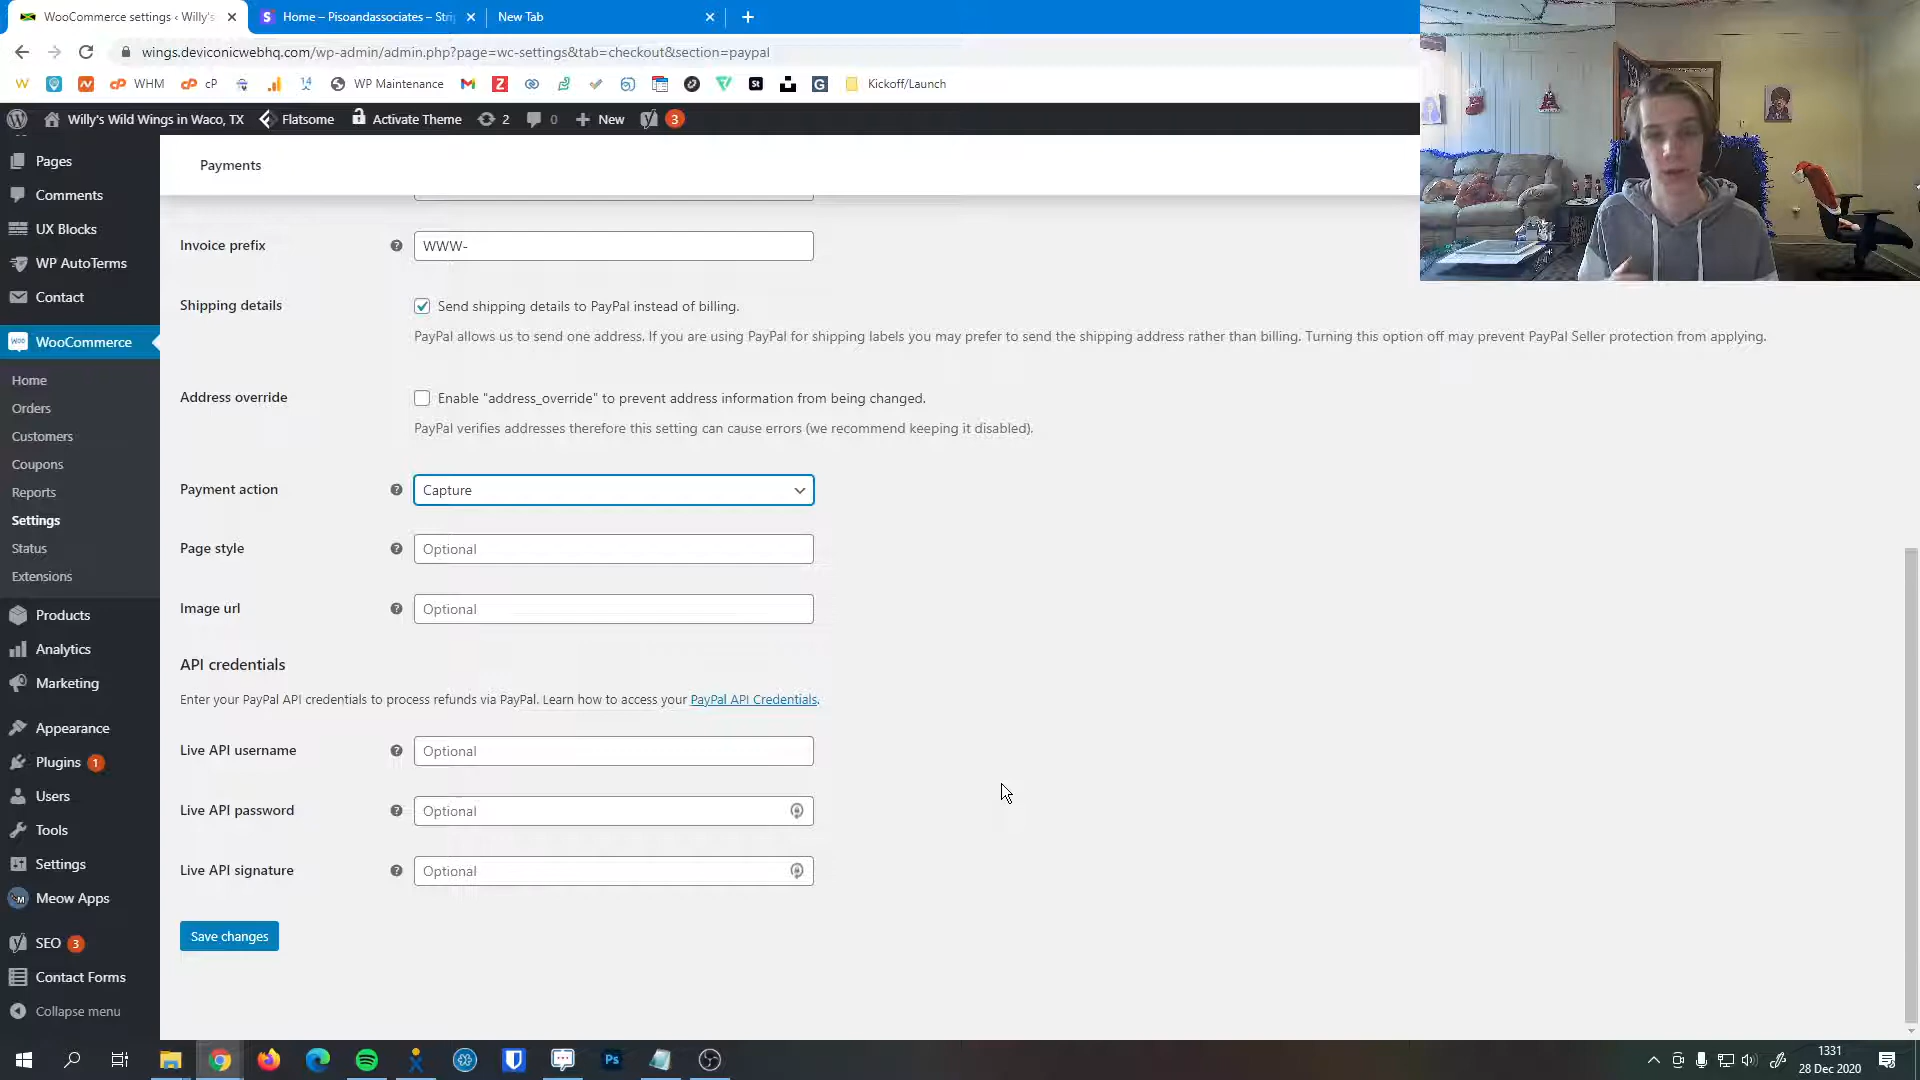 WooCommerce settings ‹ Willy's
Home – Pisoandassociates – Stri
New Tab
wings.deviconicwebhq.com/wp-admin/admin.php?page=wc-settings&tab=checkout&section=paypal
WHM
cP
WP Maintenance
Kickoff/Launch
Willy's Wild Wings in Waco, TX
Flatsome
Activate Theme
2
0
New
3
Payments
Pages
Comments
UX Blocks
WP AutoTerms
Contact
WooCommerce
Home
Orders
Customers
Coupons
Reports
Settings
Status
Extensions
Products
Analytics
Marketing
Appearance
Plugins 1
Users
Tools
Settings
Meow Apps
SEO 3
Contact Forms
Collapse menu
Invoice prefix
WWW-
Shipping details
Send shipping details to PayPal instead of billing.
PayPal allows us to send one address. If you are using PayPal for shipping labels you may prefer to send the shipping address rather than billing. Turning this option off may prevent PayPal Seller protection from applying.
Address override
Enable "address_override" to prevent address information from being changed.
PayPal verifies addresses therefore this setting can cause errors (we recommend keeping it disabled).
Payment action
Capture
Page style
Optional
Image url
Optional
API credentials
Enter your PayPal API credentials to process refunds via PayPal. Learn how to access your PayPal API Credentials.
Live API username
Optional
Live API password
Optional
Live API signature
Optional
Save changes
Ps
1331
28 Dec 2020